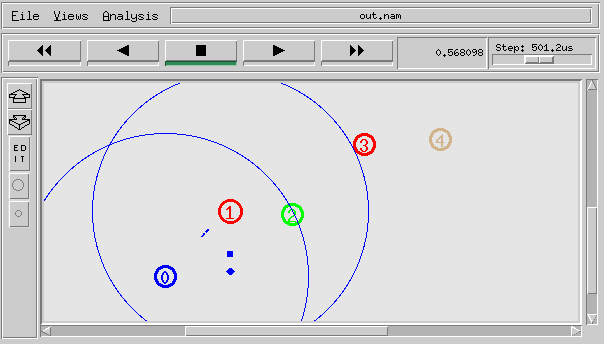 File Views Analysis out.nam
0.568098 Step: 501.2us
ED
IT
3 4
1 2
0